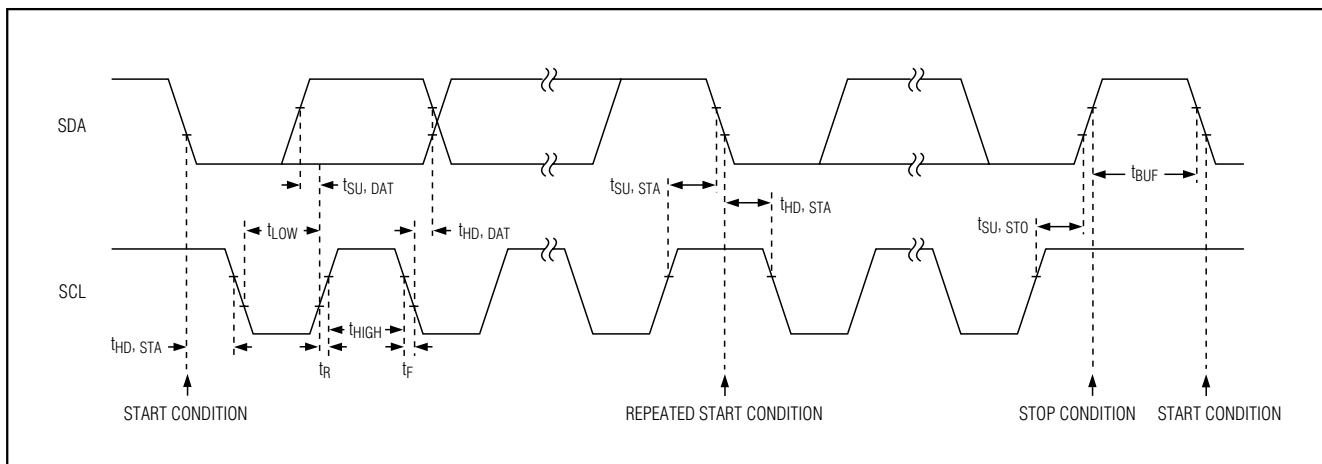 SDA
tSU, DAT
tSU, STA
tBUF
tHD, STA
tLOW
tHD, DAT
tSU, STO
SCL
tHIGH
tHD, STA
tR
tF
START CONDITION
REPEATED START CONDITION
STOP CONDITION
START CONDITION